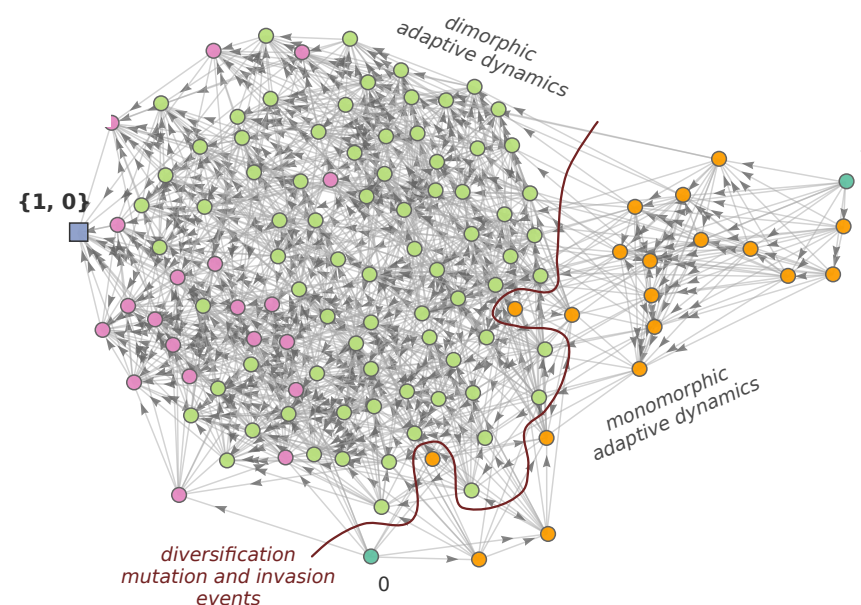 dimorphic
adaptive dynamics
{1, 0}
monomorphic
adaptive dynamics
diversification
mutation and invasion
events
0